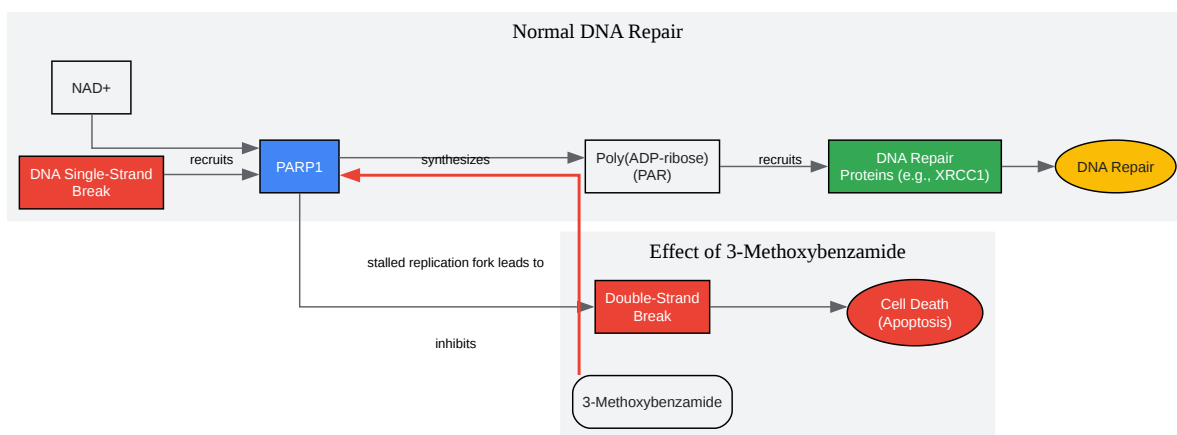 Normal DNA Repair
NAD+
DNA Single-Strand
Break
recruits
PARP1
synthesizes
Poly(ADP-ribose)
(PAR)
recruits
DNA Repair
Proteins (e.g., XRCC1)
DNA Repair
Effect of 3-Methoxybenzamide
stalled replication fork leads to
Double-Strand
Break
Cell Death
(Apoptosis)
inhibits
3-Methoxybenzamide